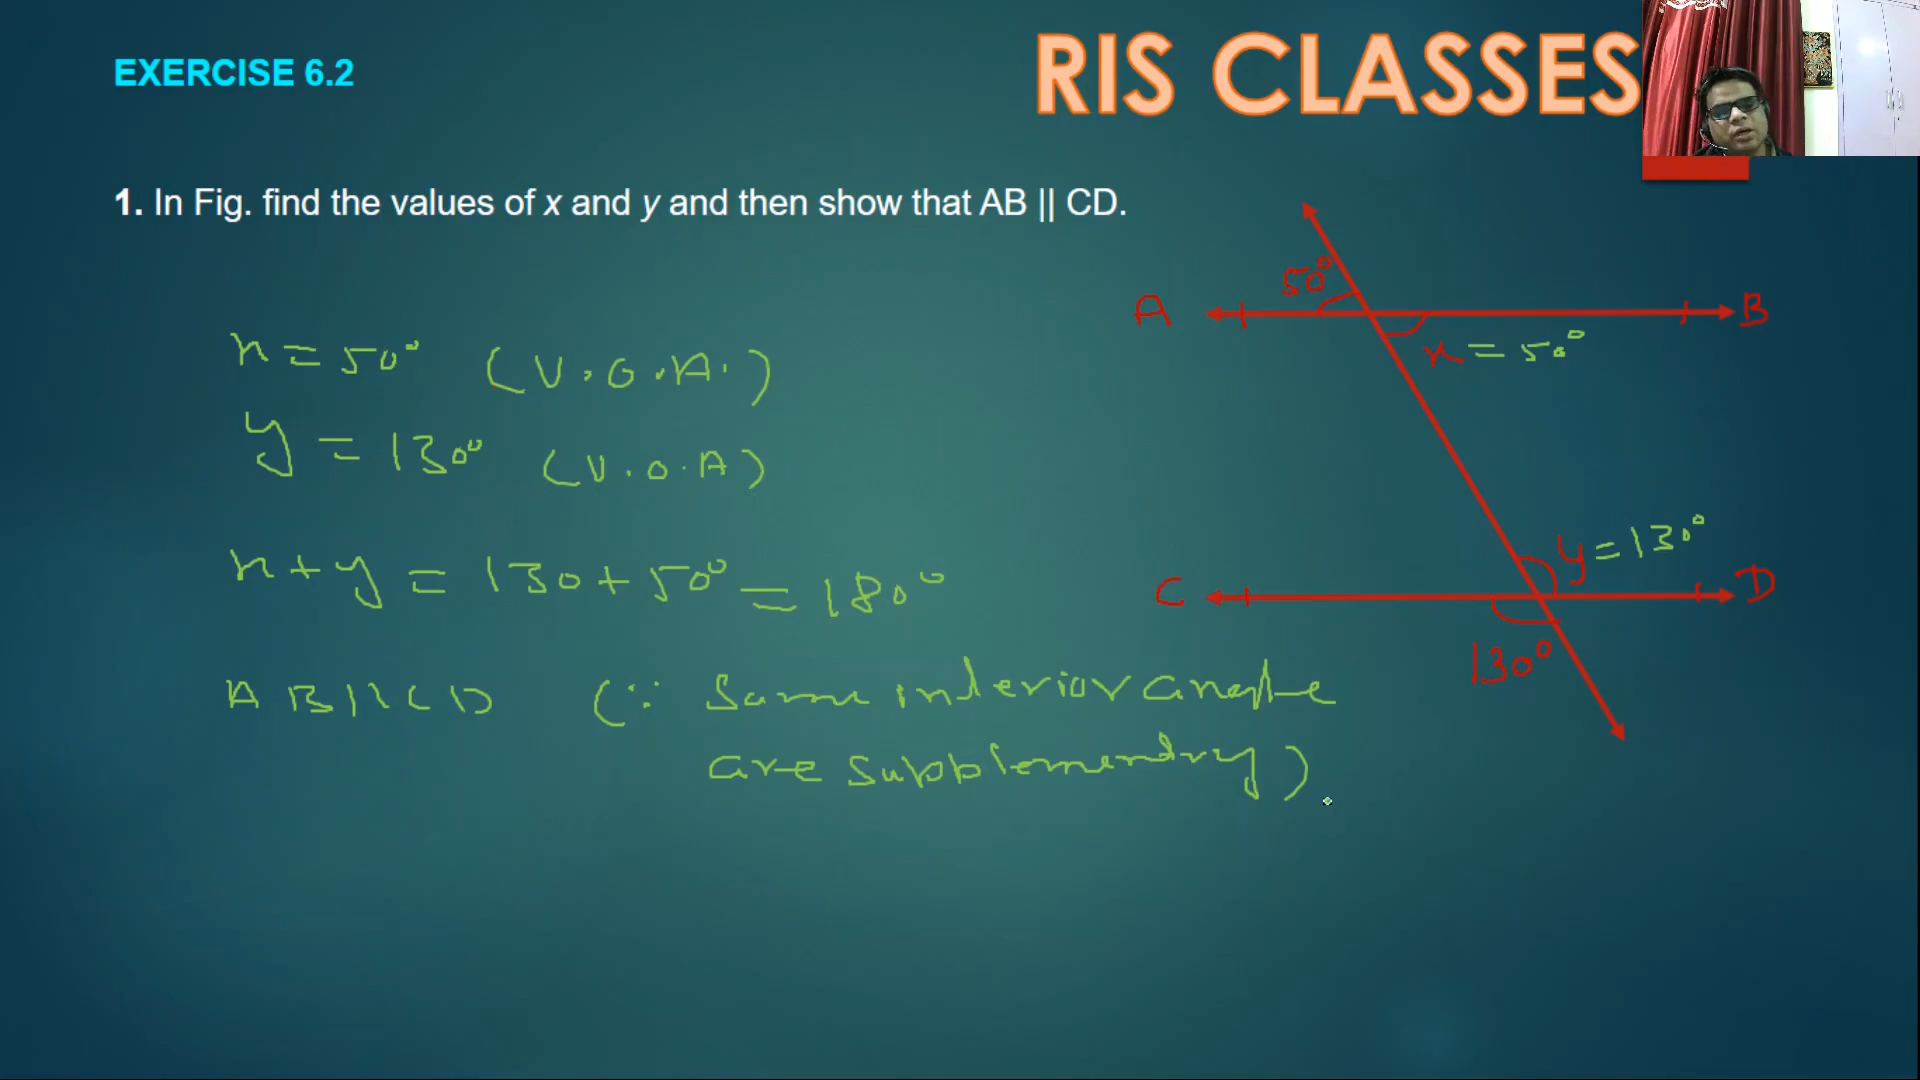 EXERCISE 6.2
RIS CLASSES
1. In Fig. find the values of x and y and then show that AB || CD.
x = 50° (V.O.A.)
y = 130° (V.O.A)
x + y = 130 + 50° = 180°
AB || CD (∵ Same interior angle
are supplementry)
50°
A
B
x = 50°
y = 130°
C
D
130°